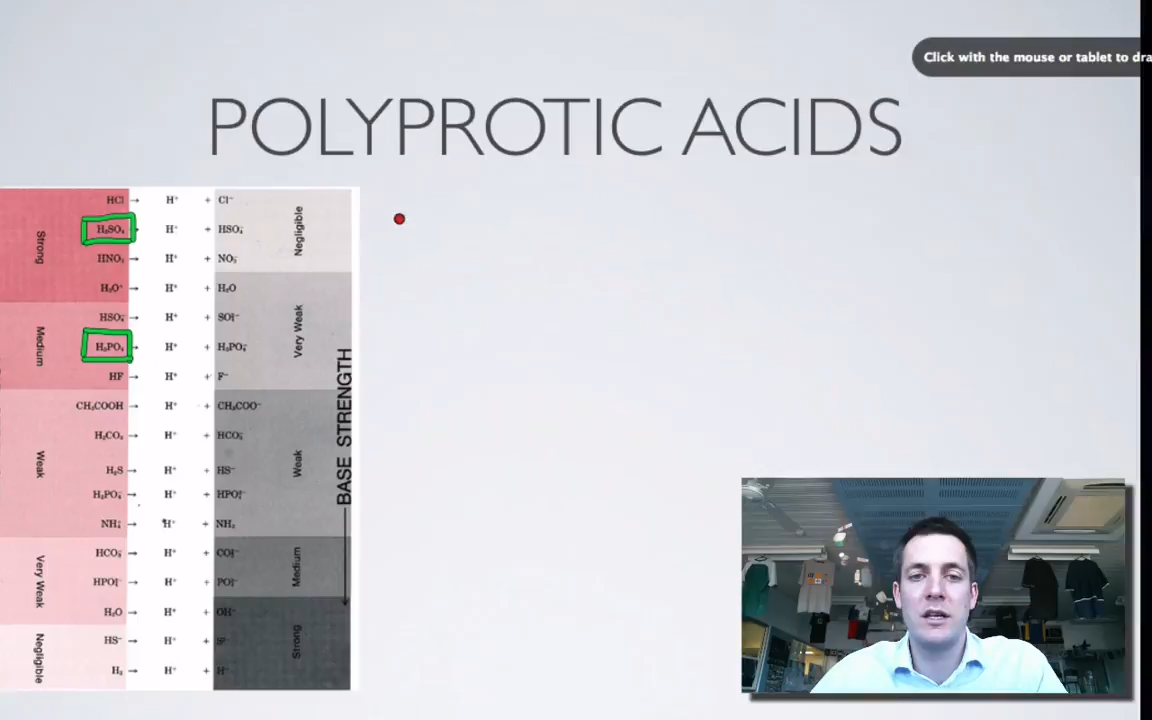 Click with the mouse or tablet to dra
POLYPROTIC ACIDS
Strong
Medium
Weak
Very Weak
Negligible
HCl → H⁺ + Cl⁻
H₂SO₄ → H⁺ + HSO₄⁻
HNO₃ → H⁺ + NO₃⁻
H₃O⁺ → H⁺ + H₂O
HSO₄⁻ → H⁺ + SO₄²⁻
H₃PO₄ → H⁺ + H₂PO₄⁻
HF → H⁺ + F⁻
CH₃COOH → H⁺ + CH₃COO⁻
H₂CO₃ → H⁺ + HCO₃⁻
H₂S → H⁺ + HS⁻
H₂PO₄⁻ → H⁺ + HPO₄²⁻
NH₄⁺ → H⁺ + NH₃
HCO₃⁻ → H⁺ + CO₃²⁻
HPO₄²⁻ → H⁺ + PO₄³⁻
H₂O → H⁺ + OH⁻
HS⁻ → H⁺ + S²⁻
H₂ → H⁺ + H⁻
Negligible
Very Weak
Weak
Medium
Strong
BASE STRENGTH